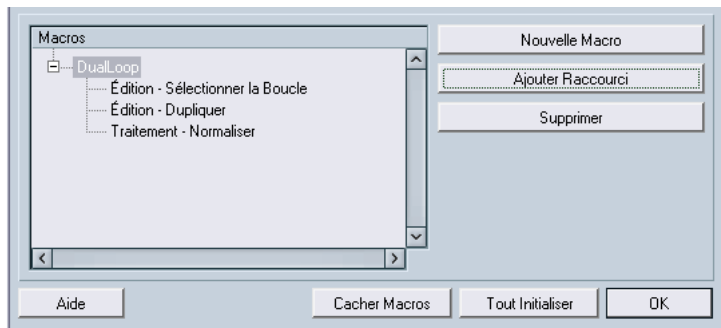 Macros
DualLoop
Édition - Sélectionner la Boucle
Édition - Dupliquer
Traitement - Normaliser
Nouvelle Macro
Ajouter Raccourci
Supprimer
Aide
Cacher Macros
Tout Initialiser
OK